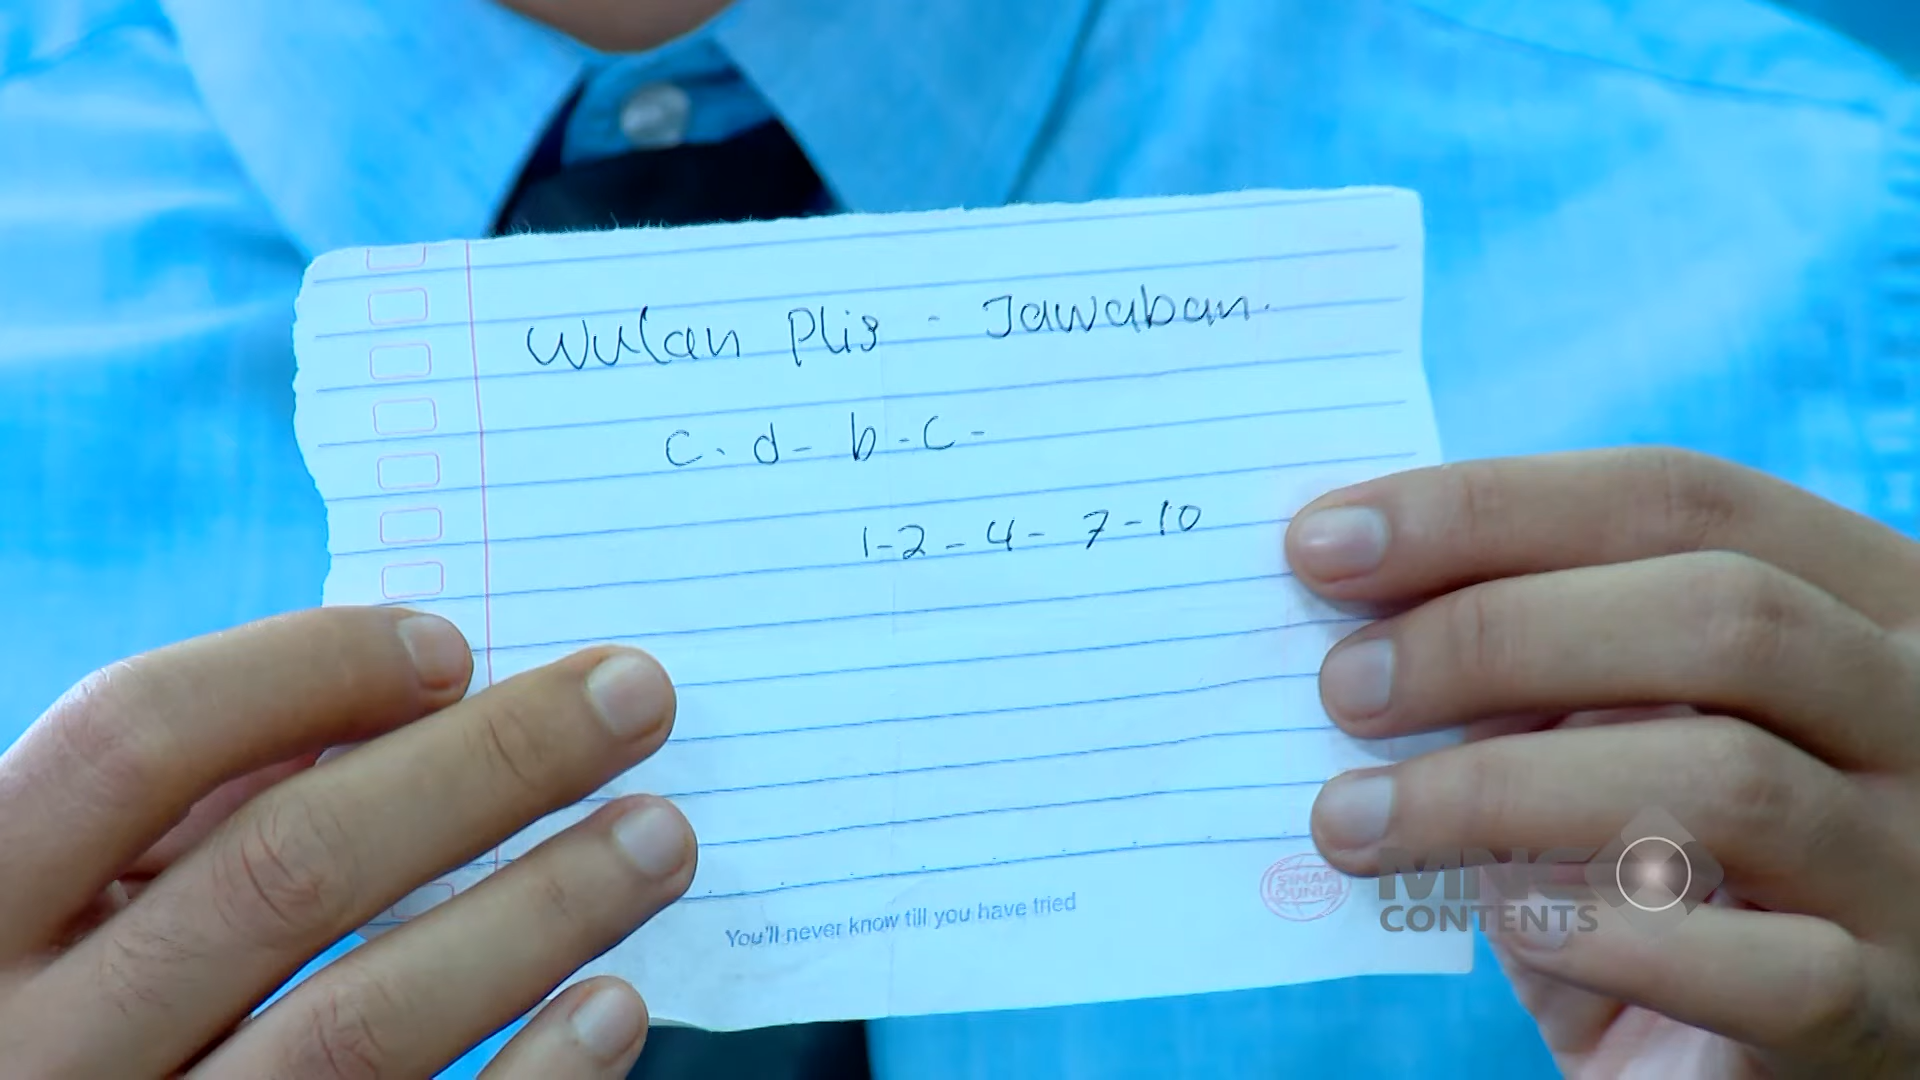 Wulan Plis - Jawaban.
c. d - b - c -
1-2 - 4 - 7 - 10
You'll never know till you have tried
SINAR DUNIA
MNC
CONTENTS